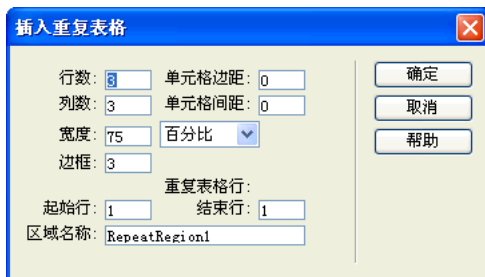 插入重复表格
行数: 3 单元格边距: 0 确定
列数: 3 单元格间距: 0 取消
宽度: 75 百分比 帮助
边框: 3
重复表格行:
起始行: 1 结束行: 1
区域名称: RepeatRegion1